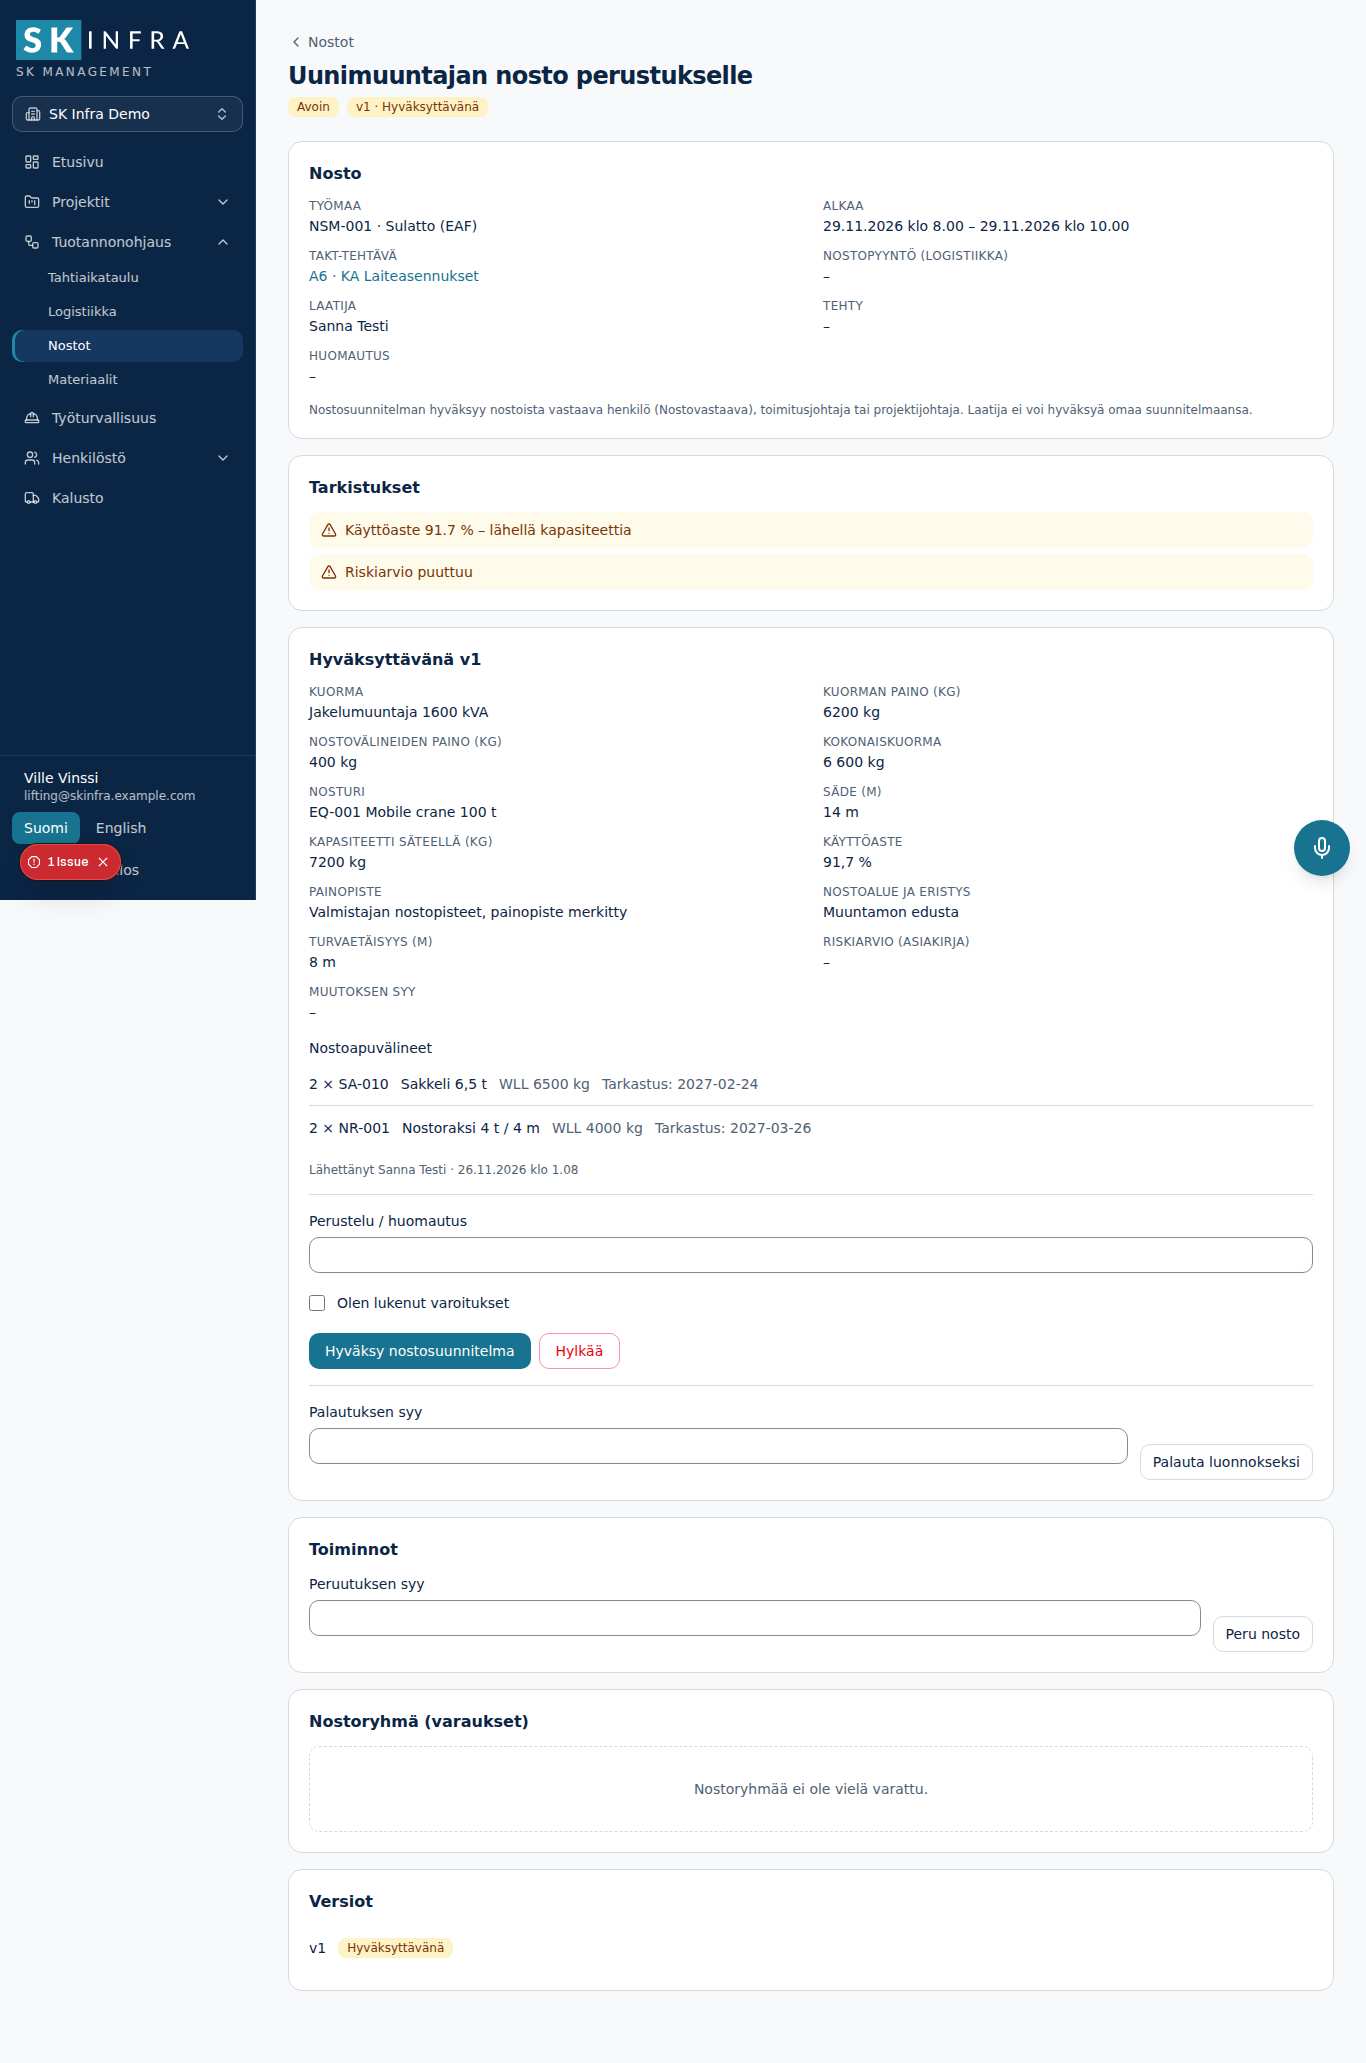 SK INFRA
SK MANAGEMENT
SK Infra Demo
Etusivu
Projektit
Tuotannonohjaus
Tahtiaikataulu
Logistiikka
Nostot
Materiaalit
Työturvallisuus
Henkilöstö
Kalusto
Ville Vinssi
lifting@skinfra.example.com
Suomi English
1 Issue
Nostot
Uunimuuntajan nosto perustukselle
Avoin v1 · Hyväksyttävänä
Nosto
TYÖMAA
NSM-001 · Sulatto (EAF)
ALKAA
29.11.2026 klo 8.00 – 29.11.2026 klo 10.00
TAKT-TEHTÄVÄ
A6 · KA Laiteasennukset
NOSTOPYYNTÖ (LOGISTIIKKA)
–
LAATIJA
Sanna Testi
TEHTY
–
HUOMAUTUS
–
Nostosuunnitelman hyväksyy nostoista vastaava henkilö (Nostovastaava), toimitusjohtaja tai projektijohtaja. Laatija ei voi hyväksyä omaa suunnitelmaansa.
Tarkistukset
Käyttöaste 91.7 % – lähellä kapasiteettia
Riskiarvio puuttuu
Hyväksyttävänä v1
KUORMA
Jakelumuuntaja 1600 kVA
KUORMAN PAINO (KG)
6200 kg
NOSTOVÄLINEIDEN PAINO (KG)
400 kg
KOKONAISKUORMA
6 600 kg
NOSTURI
EQ-001 Mobile crane 100 t
SÄDE (M)
14 m
KAPASITEETTI SÄTEELLÄ (KG)
7200 kg
KÄYTTÖASTE
91,7 %
PAINOPISTE
Valmistajan nostopisteet, painopiste merkitty
NOSTOALUE JA ERISTYS
Muuntamon edusta
TURVAETÄISYYS (M)
8 m
RISKIARVIO (ASIAKIRJA)
–
MUUTOKSEN SYY
–
Nostoapuvälineet
2 × SA-010 Sakkeli 6,5 t WLL 6500 kg Tarkastus: 2027-02-24
2 × NR-001 Nostoraksi 4 t / 4 m WLL 4000 kg Tarkastus: 2027-03-26
Lähettänyt Sanna Testi · 26.11.2026 klo 1.08
Perustelu / huomautus
Olen lukenut varoitukset
Hyväksy nostosuunnitelma Hylkää
Palautuksen syy
Palauta luonnokseksi
Toiminnot
Peruutuksen syy
Peru nosto
Nostoryhmä (varaukset)
Nostoryhmää ei ole vielä varattu.
Versiot
v1 Hyväksyttävänä